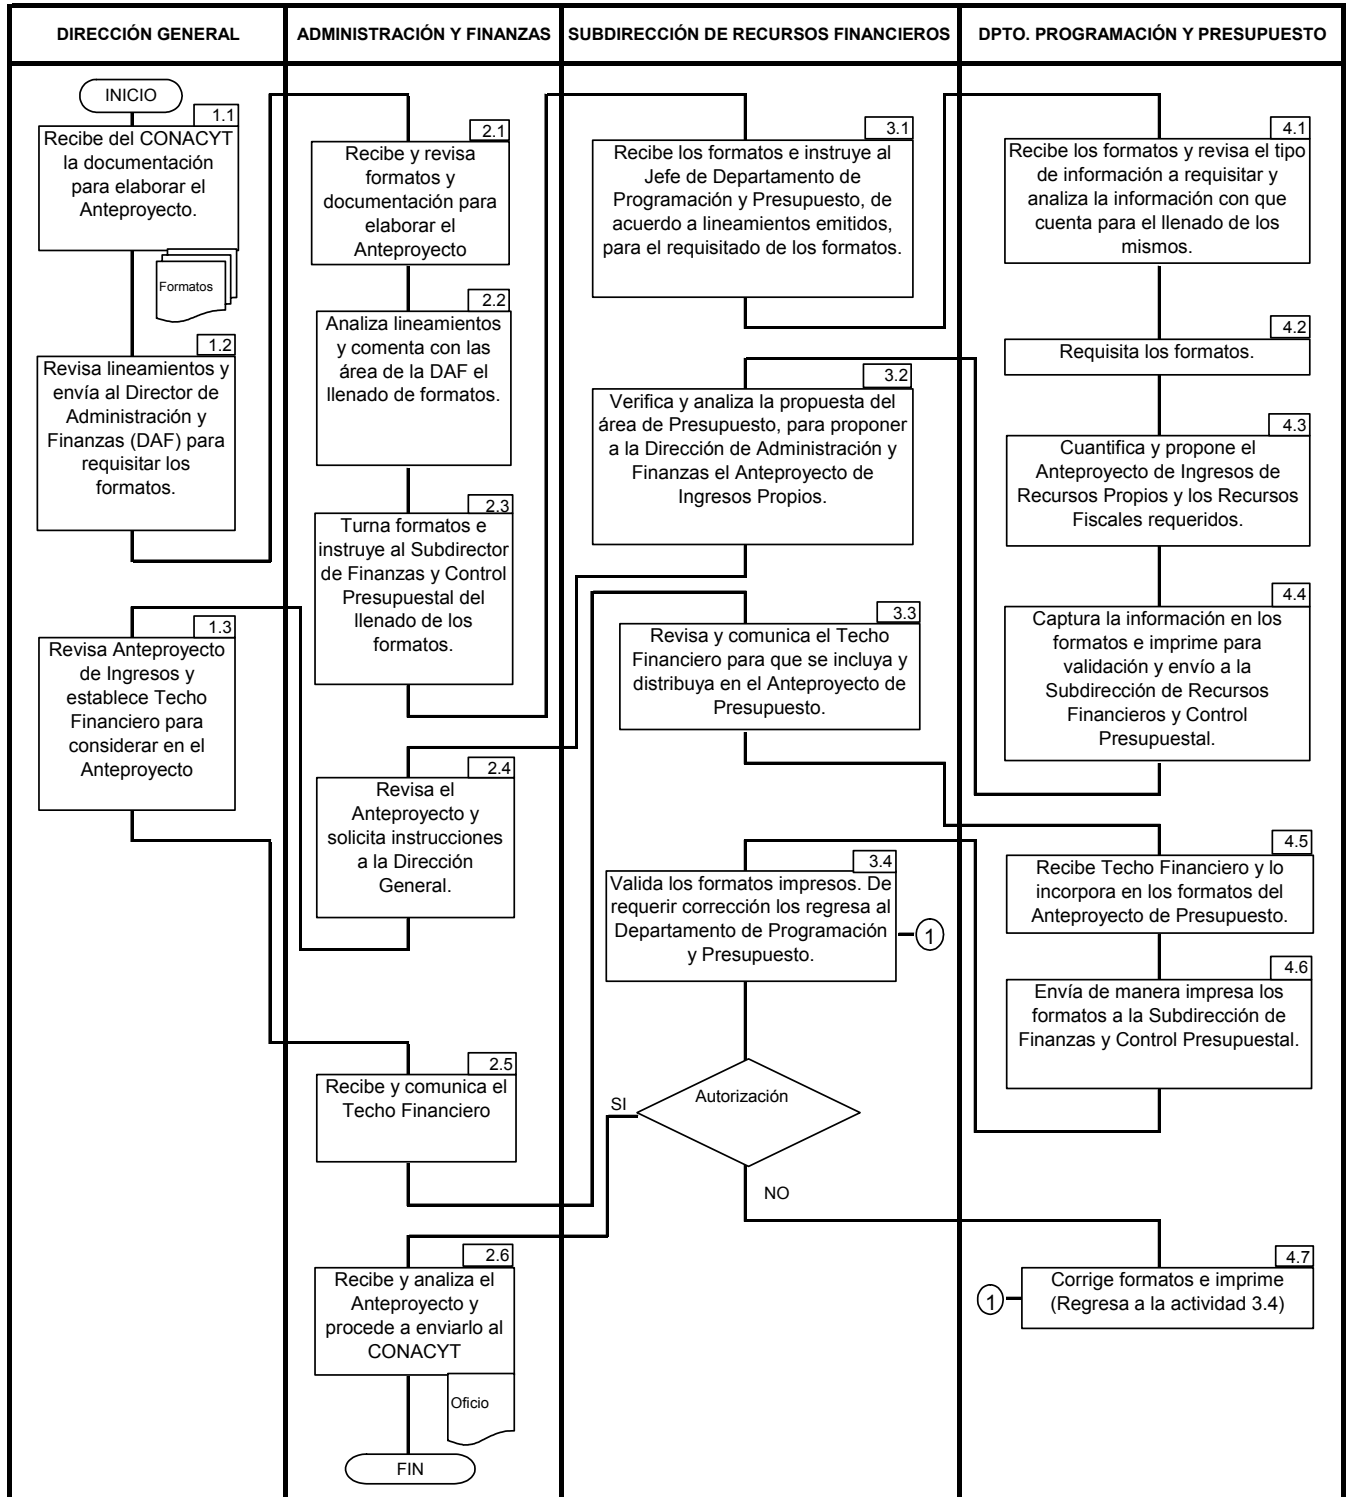 DIRECCIÓN GENERAL
ADMINISTRACIÓN Y FINANZAS
SUBDIRECCIÓN DE RECURSOS FINANCIEROS
DPTO. PROGRAMACIÓN Y PRESUPUESTO
INICIO
1.1
Recibe del CONACYT
la documentación
para elaborar el
Anteproyecto.
Formatos
1.2
Revisa lineamientos y
envía al Director de
Administración y
Finanzas (DAF) para
requisitar los
formatos.
1.3
Revisa Anteproyecto
de Ingresos y
establece Techo
Financiero para
considerar en el
Anteproyecto
2.1
Recibe y revisa
formatos y
documentación para
elaborar el
Anteproyecto
2.2
Analiza lineamientos
y comenta con las
área de la DAF el
llenado de formatos.
2.3
Turna formatos e
instruye al Subdirector
de Finanzas y Control
Presupuestal del
llenado de los
formatos.
2.4
Revisa el
Anteproyecto y
solicita instrucciones
a la Dirección
General.
2.5
Recibe y comunica el
Techo Financiero
2.6
Recibe y analiza el
Anteproyecto y
procede a enviarlo al
CONACYT
Oficio
FIN
3.1
Recibe los formatos e instruye al
Jefe de Departamento de
Programación y Presupuesto, de
acuerdo a lineamientos emitidos,
para el requisitado de los formatos.
3.2
Verifica y analiza la propuesta del
área de Presupuesto, para proponer
a la Dirección de Administración y
Finanzas el Anteproyecto de
Ingresos Propios.
3.3
Revisa y comunica el Techo
Financiero para que se incluya y
distribuya en el Anteproyecto de
Presupuesto.
3.4
Valida los formatos impresos. De
requerir corrección los regresa al
Departamento de Programación
y Presupuesto.
1
Autorización
SI
NO
4.1
Recibe los formatos y revisa el tipo
de información a requisitar y
analiza la información con que
cuenta para el llenado de los
mismos.
4.2
Requisita los formatos.
4.3
Cuantifica y propone el
Anteproyecto de Ingresos de
Recursos Propios y los Recursos
Fiscales requeridos.
4.4
Captura la información en los
formatos e imprime para
validación y envío a la
Subdirección de Recursos
Financieros y Control
Presupuestal.
4.5
Recibe Techo Financiero y lo
incorpora en los formatos del
Anteproyecto de Presupuesto.
4.6
Envía de manera impresa los
formatos a la Subdirección de
Finanzas y Control Presupuestal.
4.7
1
Corrige formatos e imprime
(Regresa a la actividad 3.4)